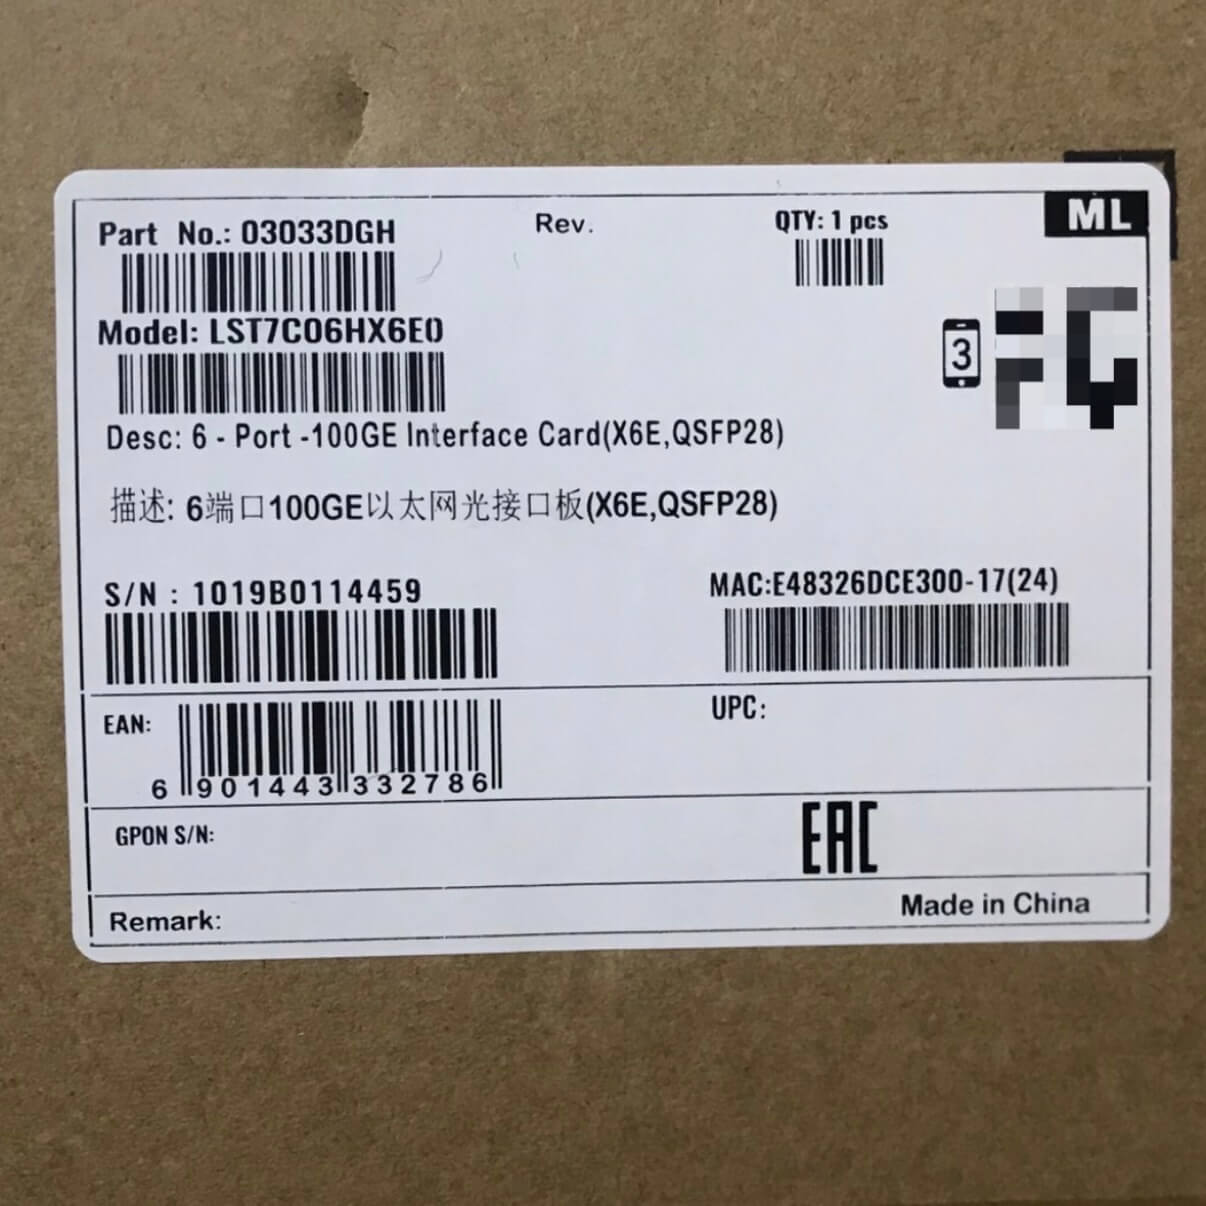 Part No.: 03033DGH
Rev.
QTY: 1 pcs
ML
Model: LST7C06HX6E0
3
Desc: 6 - Port -100GE Interface Card(X6E,QSFP28)
描述: 6端口100GE以太网光接口板(X6E,QSFP28)
S/N : 1019B0114459
MAC:E48326DCE300-17(24)
EAN:
6 901443 332786
UPC:
GPON S/N:
EAC
Remark:
Made in China